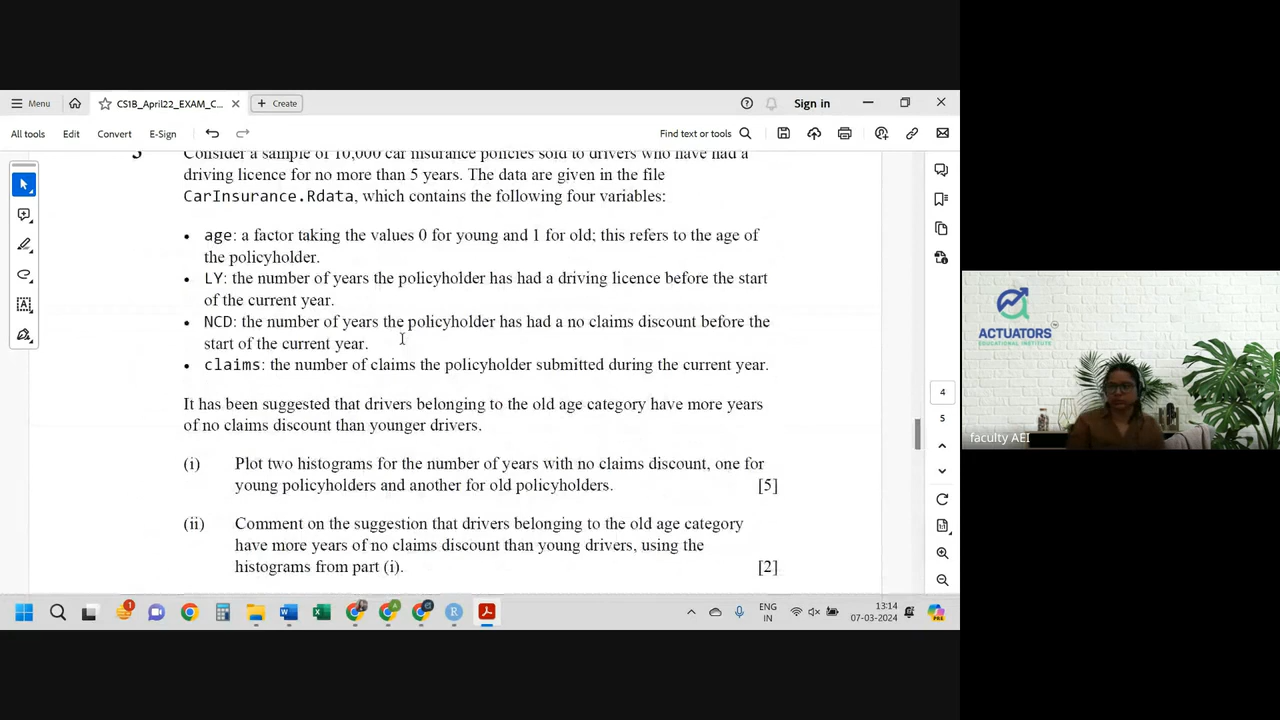 Menu
CS1B_April22_EXAM_C...
Create
Sign in
All tools
Edit
Convert
E-Sign
Find text or tools
3 Consider a sample of 10,000 car insurance policies sold to drivers who have had a
driving licence for no more than 5 years. The data are given in the file
CarInsurance.Rdata, which contains the following four variables:
• age: a factor taking the values 0 for young and 1 for old; this refers to the age of
the policyholder.
• LY: the number of years the policyholder has had a driving licence before the start
of the current year.
• NCD: the number of years the policyholder has had a no claims discount before the
start of the current year.
• claims: the number of claims the policyholder submitted during the current year.
It has been suggested that drivers belonging to the old age category have more years
of no claims discount than younger drivers.
(i) Plot two histograms for the number of years with no claims discount, one for
young policyholders and another for old policyholders. [5]
(ii) Comment on the suggestion that drivers belonging to the old age category
have more years of no claims discount than young drivers, using the
histograms from part (i). [2]
4
5
ACTUATORS
EDUCATIONAL INSTITUTE
faculty AEI
1
ENG
IN
13:14
07-03-2024